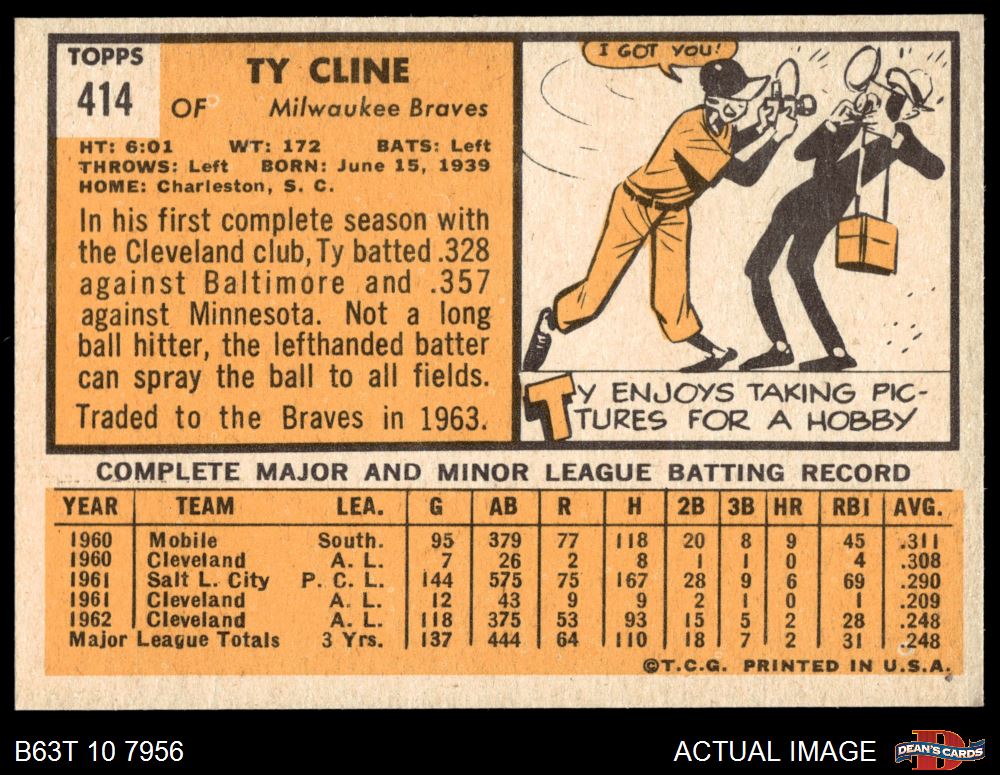 TOPPS
414
TY CLINE
OF Milwaukee Braves
HT: 6:01 WT: 172 BATS: Left
THROWS: Left BORN: June 15, 1939
HOME: Charleston, S. C.
In his first complete season with
the Cleveland club, Ty batted .328
against Baltimore and .357
against Minnesota. Not a long
ball hitter, the lefthanded batter
can spray the ball to all fields.
Traded to the Braves in 1963.
I GOT YOU!
TY ENJOYS TAKING PIC-
TURES FOR A HOBBY
COMPLETE MAJOR AND MINOR LEAGUE BATTING RECORD
YEAR TEAM LEA. G AB R H 2B 3B HR RBI AVG.
1960 Mobile South. 95 379 77 118 20 8 9 45 .311
1960 Cleveland A. L. 7 26 2 8 1 1 0 4 .308
1961 Salt L. City P. C. L. 144 575 75 167 28 9 6 69 .290
1961 Cleveland A. L. 12 43 9 9 2 1 0 1 .209
1962 Cleveland A. L. 118 375 53 93 15 5 2 28 .248
Major League Totals 3 Yrs. 137 444 64 110 18 7 2 31 .248
©T.C.G. PRINTED IN U.S.A.
B63T 10 7956
ACTUAL IMAGE
D
DEAN'S CARDS